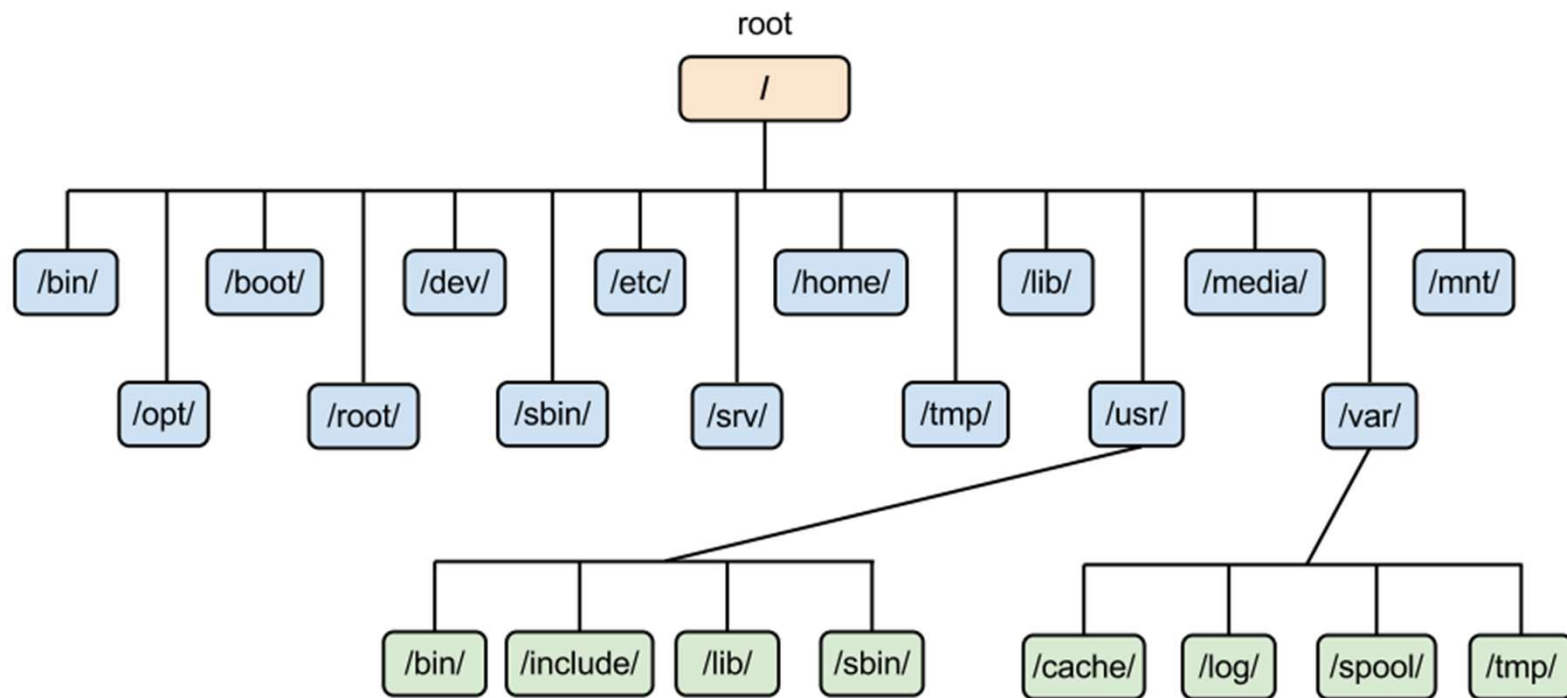 root
/
/bin/
/boot/
/dev/
/etc/
/home/
/lib/
/media/
/mnt/
/opt/
/root/
/sbin/
/srv/
/tmp/
/usr/
/var/
/bin/
/include/
/lib/
/sbin/
/cache/
/log/
/spool/
/tmp/